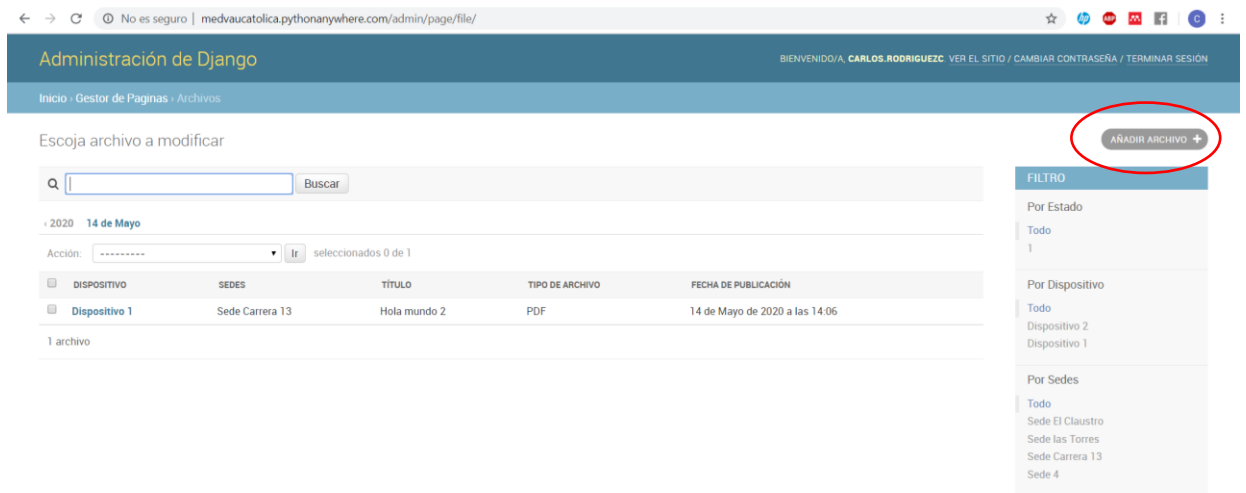 No es seguro | medvaucatolica.pythonanywhere.com/admin/page/file/
hp ABP C
Administración de Django
BIENVENIDO/A, CARLOS.RODRIGUEZC. VER EL SITIO / CAMBIAR CONTRASEÑA / TERMINAR SESIÓN
Inicio › Gestor de Paginas › Archivos
Escoja archivo a modificar
AÑADIR ARCHIVO +
Buscar
‹ 2020 14 de Mayo
Acción: --------- Ir seleccionados 0 de 1
DISPOSITIVO SEDES TÍTULO TIPO DE ARCHIVO FECHA DE PUBLICACIÓN
Dispositivo 1 Sede Carrera 13 Hola mundo 2 PDF 14 de Mayo de 2020 a las 14:06
1 archivo
FILTRO
Por Estado
Todo
1
Por Dispositivo
Todo
Dispositivo 2
Dispositivo 1
Por Sedes
Todo
Sede El Claustro
Sede las Torres
Sede Carrera 13
Sede 4